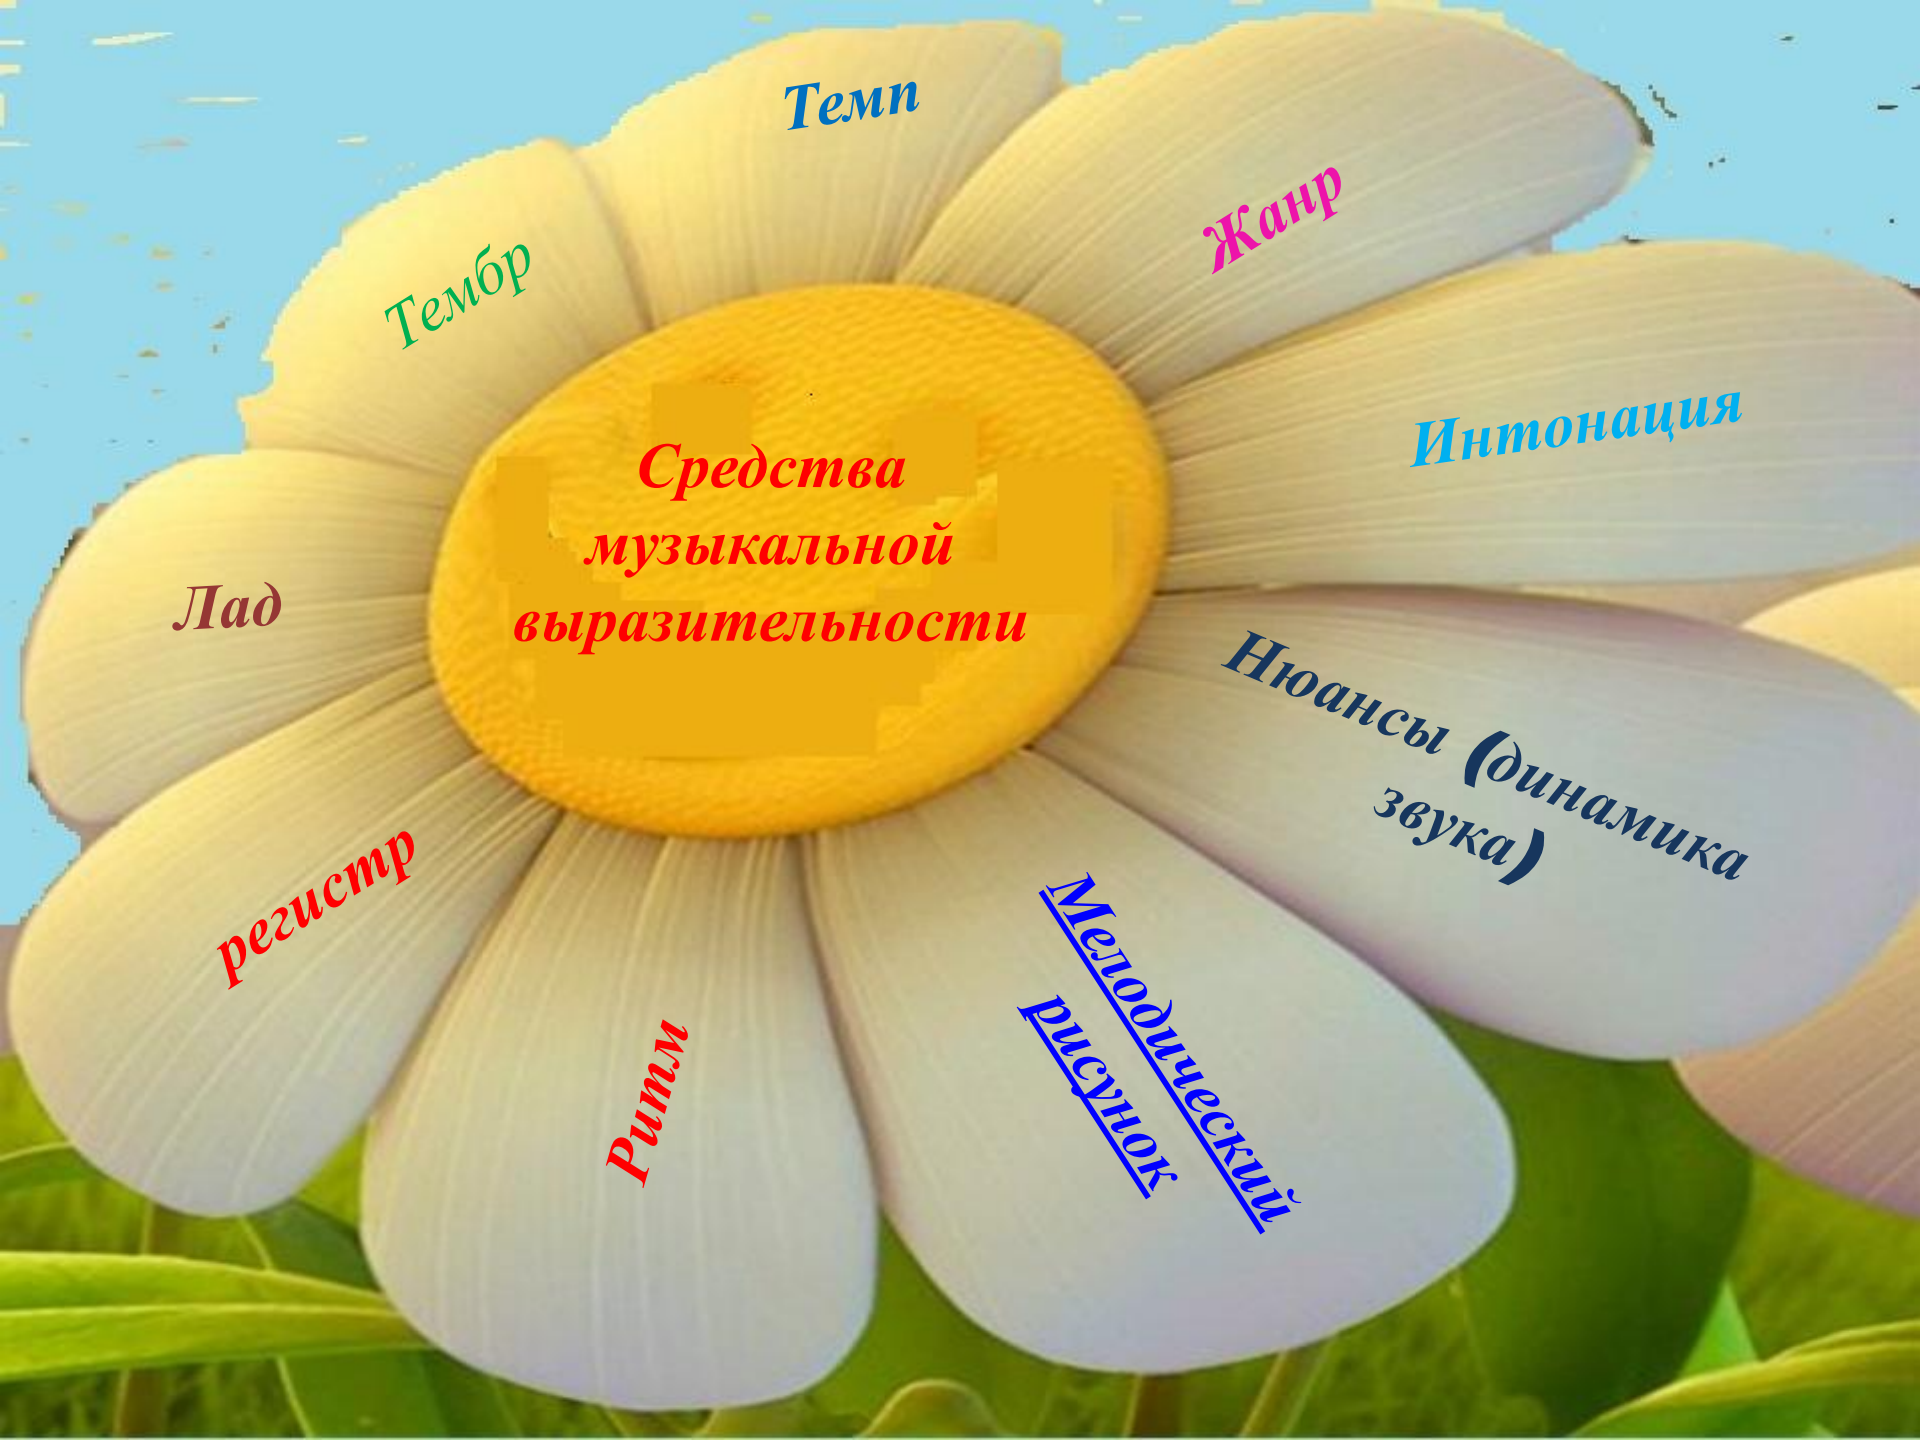 Темп
Жанр
Тембр
Интонация
Средства
музыкальной
выразительности
Лад
Нюансы (динамика
звука)
регистр
Мелодический
рисунок
Ритм